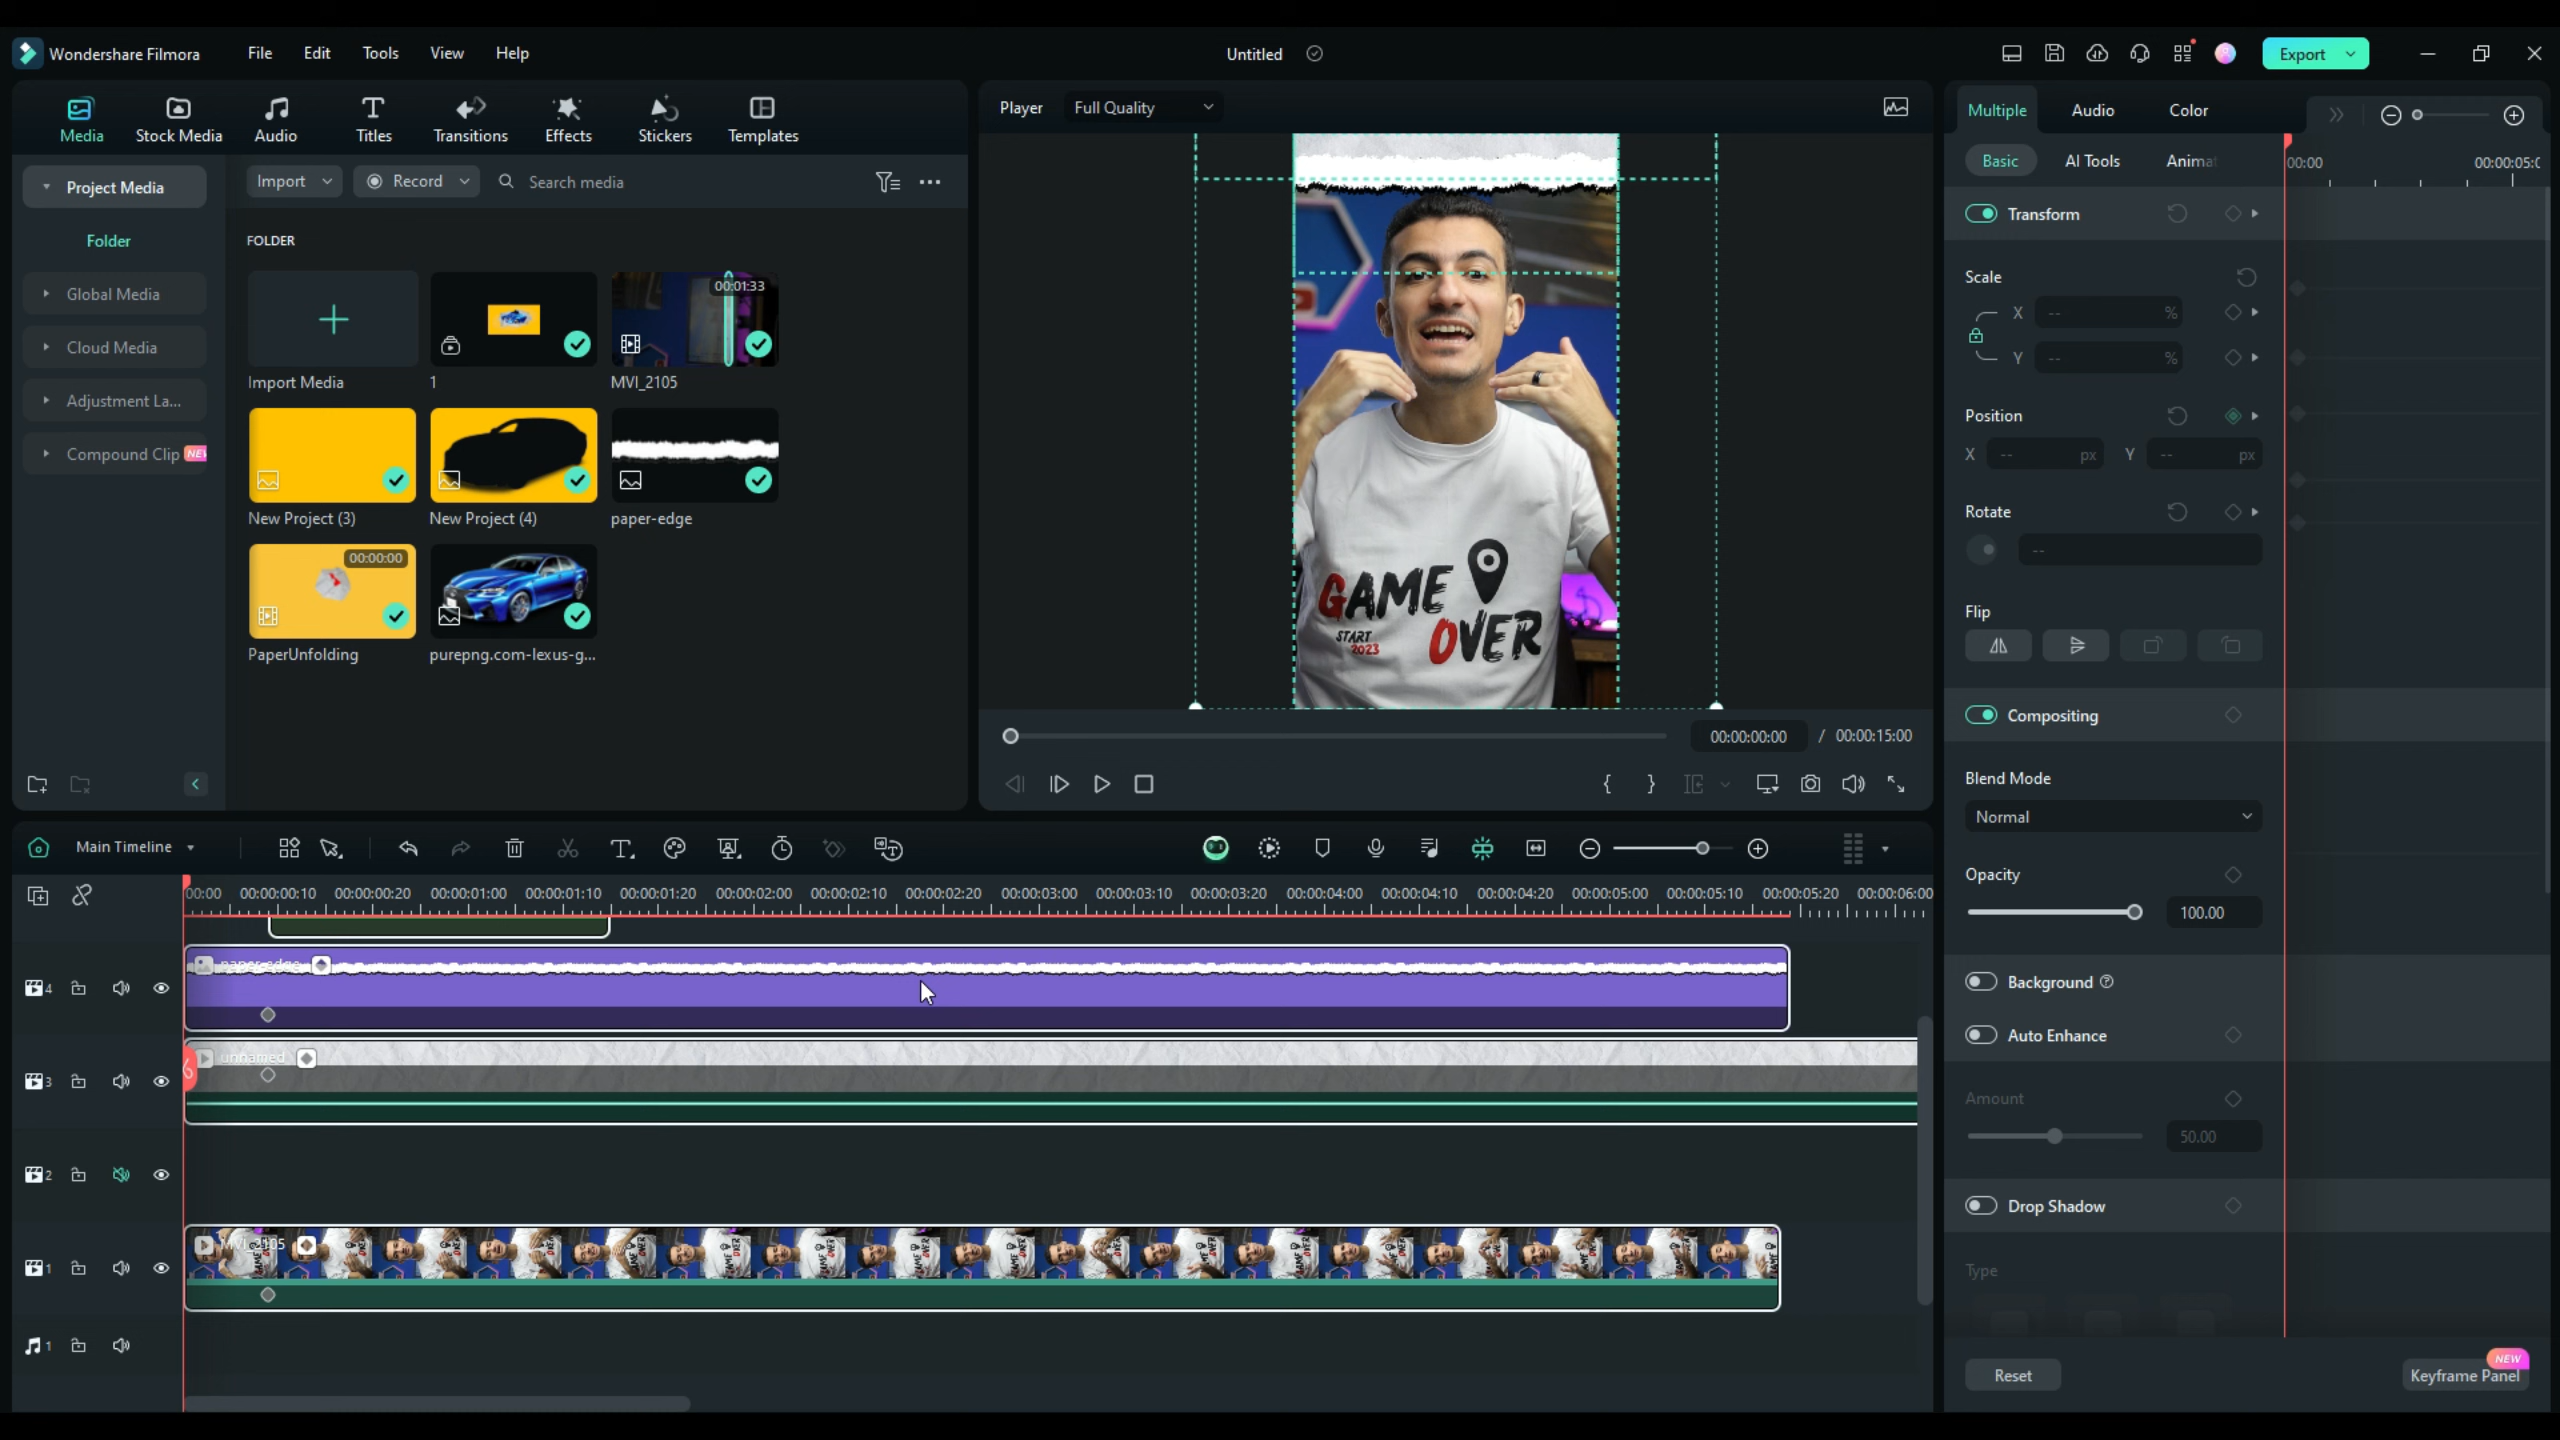 Wondershare Filmora
File
Edit
Tools
View
Help
Untitled
Export
Media
Stock Media
Audio
Titles
Transitions
Effects
Stickers
Templates
Player
Full Quality
Multiple
Audio
Color
Project Media
Import
Record
Search media
Basic
AI Tools
Animat
00:00
00:00:05:0
Folder
FOLDER
Global Media
Cloud Media
Adjustment La...
Compound Clip
NEW
Import Media
1
00:01:33
MVI_2105
New Project (3)
New Project (4)
paper-edge
00:00:00
PaperUnfolding
purepng.com-lexus-g...
GAME
OVER
START
2023
00:00:00:00 / 00:00:15:00
Transform
Scale
X -- %
Y -- %
Position
X -- px Y -- px
Rotate
--
Flip
Compositing
Blend Mode
Normal
Opacity
100.00
Background
Auto Enhance
Amount
50.00
Drop Shadow
Type
Reset
NEW
Keyframe Panel
Main Timeline
00:00 00:00:00:10 00:00:00:20 00:00:01:00 00:00:01:10 00:00:01:20 00:00:02:00 00:00:02:10 00:00:02:20 00:00:03:00 00:00:03:10 00:00:03:20 00:00:04:00 00:00:04:10 00:00:04:20 00:00:05:00 00:00:05:10 00:00:05:20 00:00:06:00
4
paper-edge
3
unnamed
2
1
MVI_2105
1